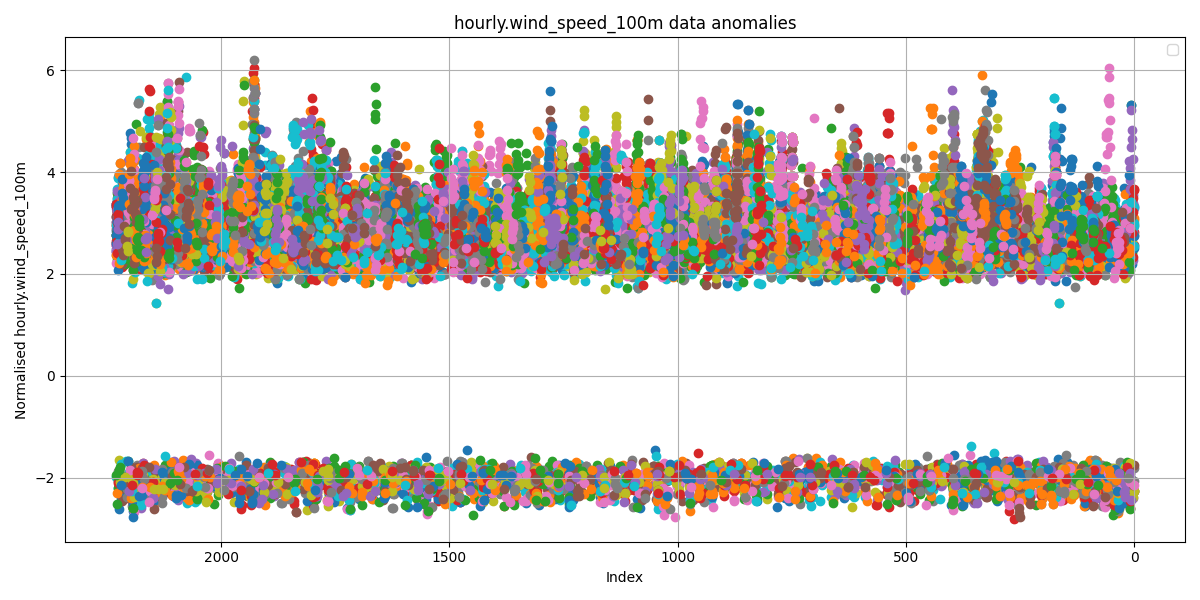 hourly.wind_speed_100m data anomalies
Normalised hourly.wind_speed_100m
6
4
2
0
−2
2000 1500 1000 500 0
Index